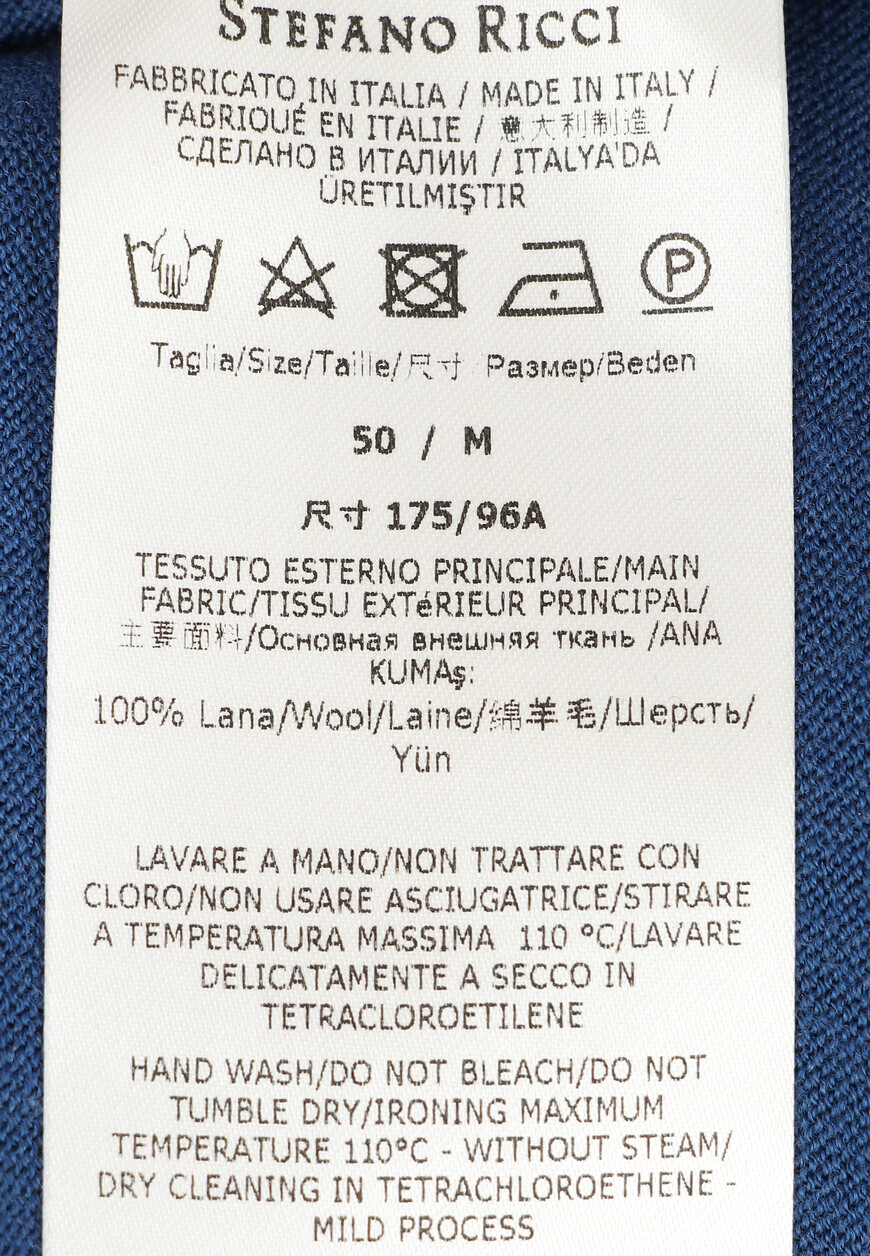 STEFANO RICCI
FABBRICATO IN ITALIA / MADE IN ITALY /
FABRIQUÉ EN ITALIE / 意大利制造 /
СДЕЛАНО В ИТАЛИИ / ITALYA'DA
ÜRETILMIŞTIR
P
Taglia/Size/Taille/尺寸 Размер/Beden
50 / M
尺寸 175/96A
TESSUTO ESTERNO PRINCIPALE/MAIN
FABRIC/TISSU EXTéRIEUR PRINCIPAL/
主要面料/Основная внешняя ткань /ANA
KUMAş:
100% Lana/Wool/Laine/绵羊毛/Шерсть/
Yün
LAVARE A MANO/NON TRATTARE CON
CLORO/NON USARE ASCIUGATRICE/STIRARE
A TEMPERATURA MASSIMA 110 °C/LAVARE
DELICATAMENTE A SECCO IN
TETRACLOROETILENE
HAND WASH/DO NOT BLEACH/DO NOT
TUMBLE DRY/IRONING MAXIMUM
TEMPERATURE 110°C - WITHOUT STEAM/
DRY CLEANING IN TETRACHLOROETHENE -
MILD PROCESS